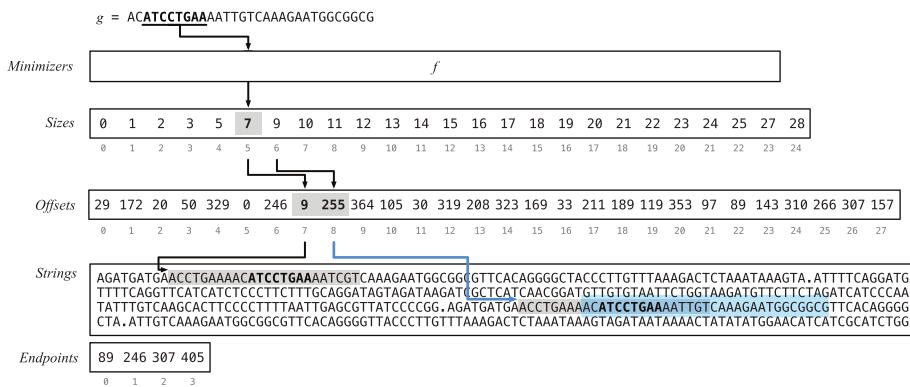 g = ACATCCTGAAAATTGTCAAAGAATGGCGGCG
Minimizers f
Sizes 0 1 2 3 4 5 7 9 10 11 12 13 14 15 16 17 18 19 20 21 22 23 24 25 27 28
0 1 2 3 4 5 6 7 8 9 10 11 12 13 14 15 16 17 18 19 20 21 22 23 24
Offsets 29 172 20 50 329 0 246 9 255 364 105 30 319 208 323 169 33 211 189 119 353 97 89 143 310 266 307 157
0 1 2 3 4 5 6 7 8 9 10 11 12 13 14 15 16 17 18 19 20 21 22 23 24 25 26 27
Strings AGATGATGAACCTGAAAACATCCTGAAAATCGTCAAAGAATGGCGGCGTTCACAGGGGCTACCCTTGTTTAAAGACTCTAAATAAAGTA.ATTTTCAGGATG
TTTTCAGGTTCATCATCTCCCTTCTTTGCAGGATAGTAGATAAGATCGCTCATCAACGGATGTTGTGTAATTCTGGTAAGATGTTCTTCTAGATCATCCCAA
TATTTGTCAAGCACTTCCCCTTTTAATTGAGCGTTATCCCCGG.AGATGATGAACCTGAAAACATCCTGAAAATTGTCAAAGAATGGCGGCGTTCACAGGGG
CTA.ATTGTCAAAGAATGGCGGCGTTCACAGGGGTTACCCTTGTTTAAAGACTCTAAATAAAGTAGATAATAAAACTATATATGGAACATCATCGCATCTGG
Endpoints 89 246 307 405
0 1 2 3